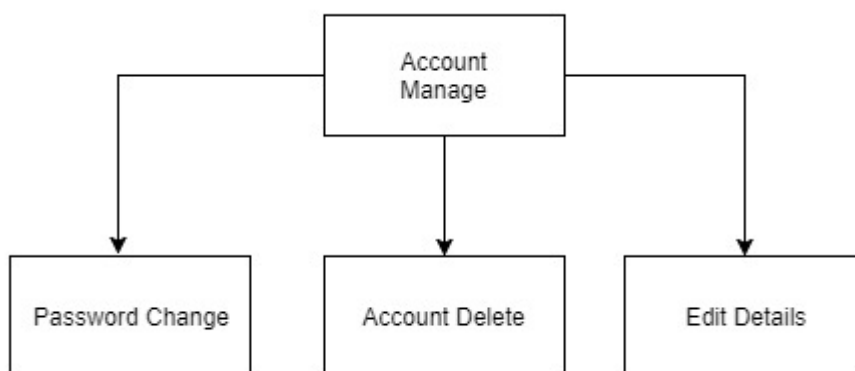 Account
Manage
Password Change
Account Delete
Edit Details